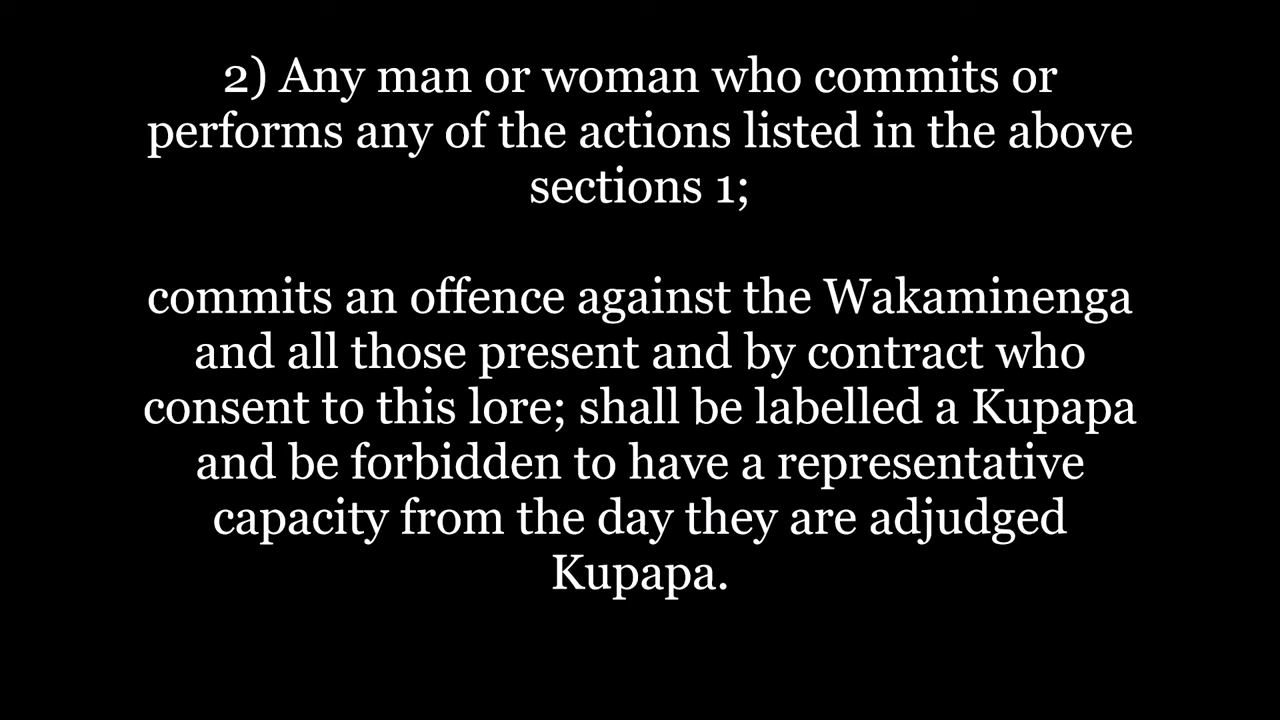 2) Any man or woman who commits or
performs any of the actions listed in the above
sections 1;
commits an offence against the Wakaminenga
and all those present and by contract who
consent to this lore; shall be labelled a Kupapa
and be forbidden to have a representative
capacity from the day they are adjudged
Kupapa.